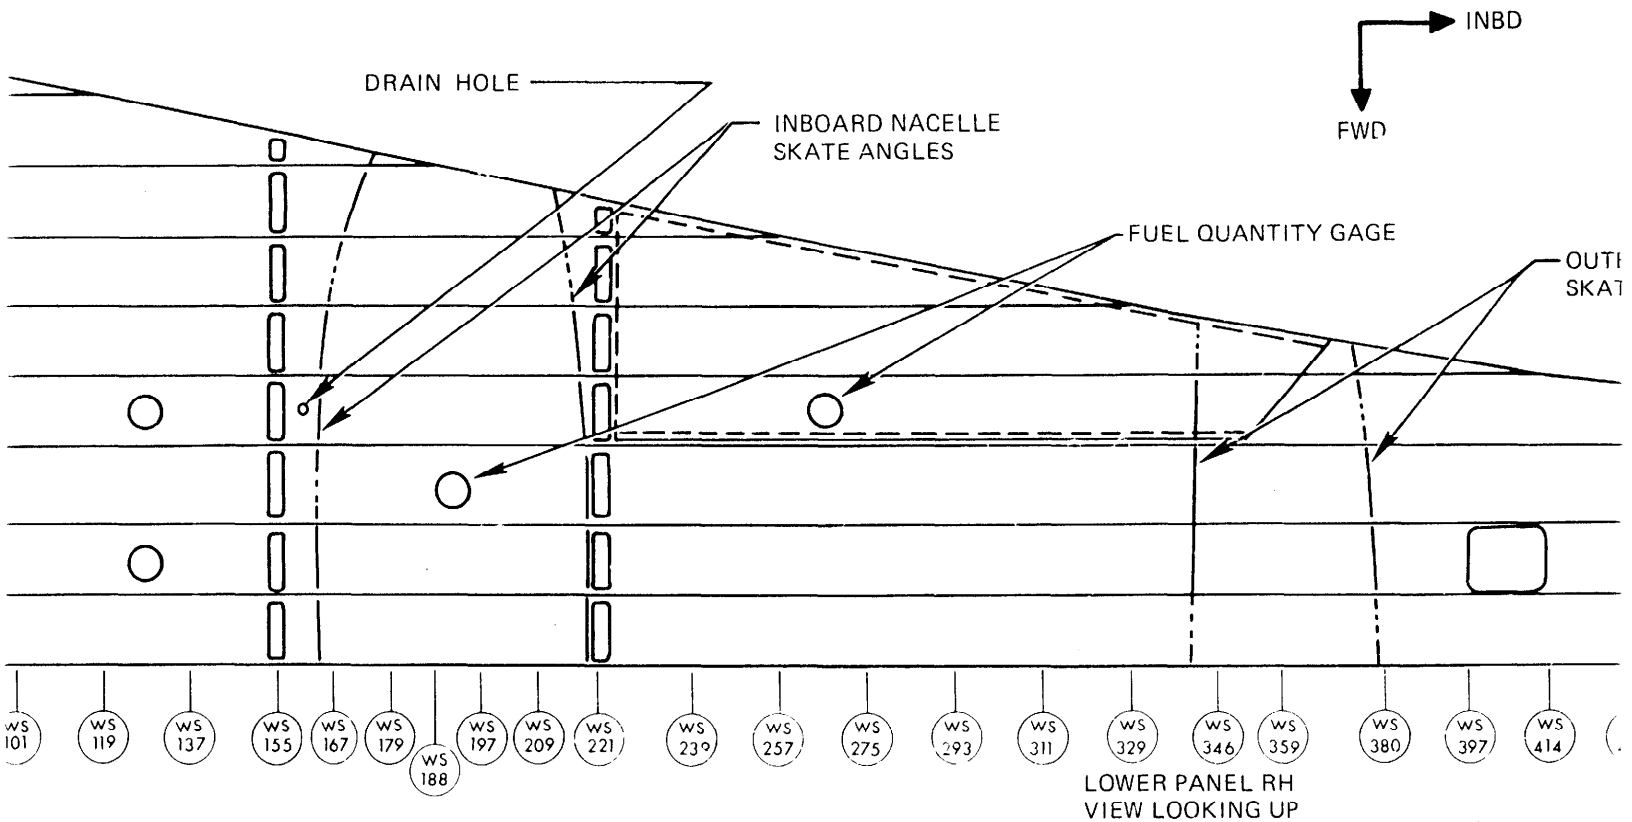 INBD
FWD
DRAIN HOLE
INBOARD NACELLE
SKATE ANGLES
FUEL QUANTITY GAGE
WS
101
WS
119
WS
137
WS
155
WS
167
WS
179
WS
188
WS
197
WS
209
WS
221
WS
239
WS
257
WS
275
WS
293
WS
311
WS
329
WS
346
WS
359
WS
380
WS
397
WS
414
LOWER PANEL RH
VIEW LOOKING UP